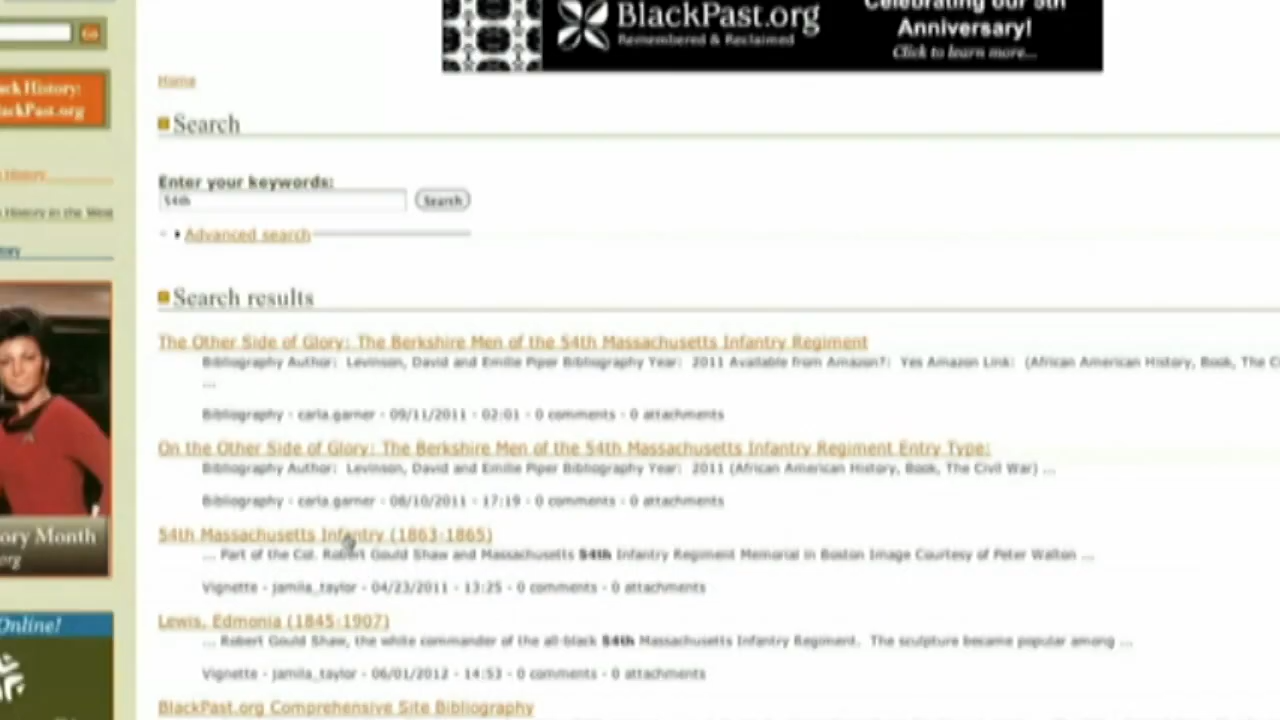 BlackPast.org
Remembered & Reclaimed
Celebrating our 5th
Anniversary!
Click to learn more...
Go
ack History:
lackPast.org
History
History in the West
tory
ory Month
org
Online!
Home
Search
Enter your keywords:
54th
Search
Advanced search
Search results
The Other Side of Glory: The Berkshire Men of the 54th Massachusetts Infantry Regiment
Bibliography Author: Levinson, David and Emilie Piper Bibliography Year: 2011 Available from Amazon?: Yes Amazon Link: (African American History, Book, The C
...
Bibliography - carla.garner - 09/11/2011 - 02:01 - 0 comments - 0 attachments
On the Other Side of Glory: The Berkshire Men of the 54th Massachusetts Infantry Regiment Entry Type:
Bibliography Author: Levinson, David and Emilie Piper Bibliography Year: 2011 (African American History, Book, The Civil War) ...
Bibliography - carla.garner - 08/10/2011 - 17:19 - 0 comments - 0 attachments
54th Massachusetts Infantry (1863-1865)
... Part of the Col. Robert Gould Shaw and Massachusetts 54th Infantry Regiment Memorial in Boston Image Courtesy of Peter Walton ...
Vignette - jamila_taylor - 04/23/2011 - 13:25 - 0 comments - 0 attachments
Lewis, Edmonia (1845-1907)
... Robert Gould Shaw, the white commander of the all-black 54th Massachusetts Infantry Regiment. The sculpture became popular among ...
Vignette - jamila_taylor - 06/01/2012 - 14:53 - 0 comments - 0 attachments
BlackPast.org Comprehensive Site Bibliography